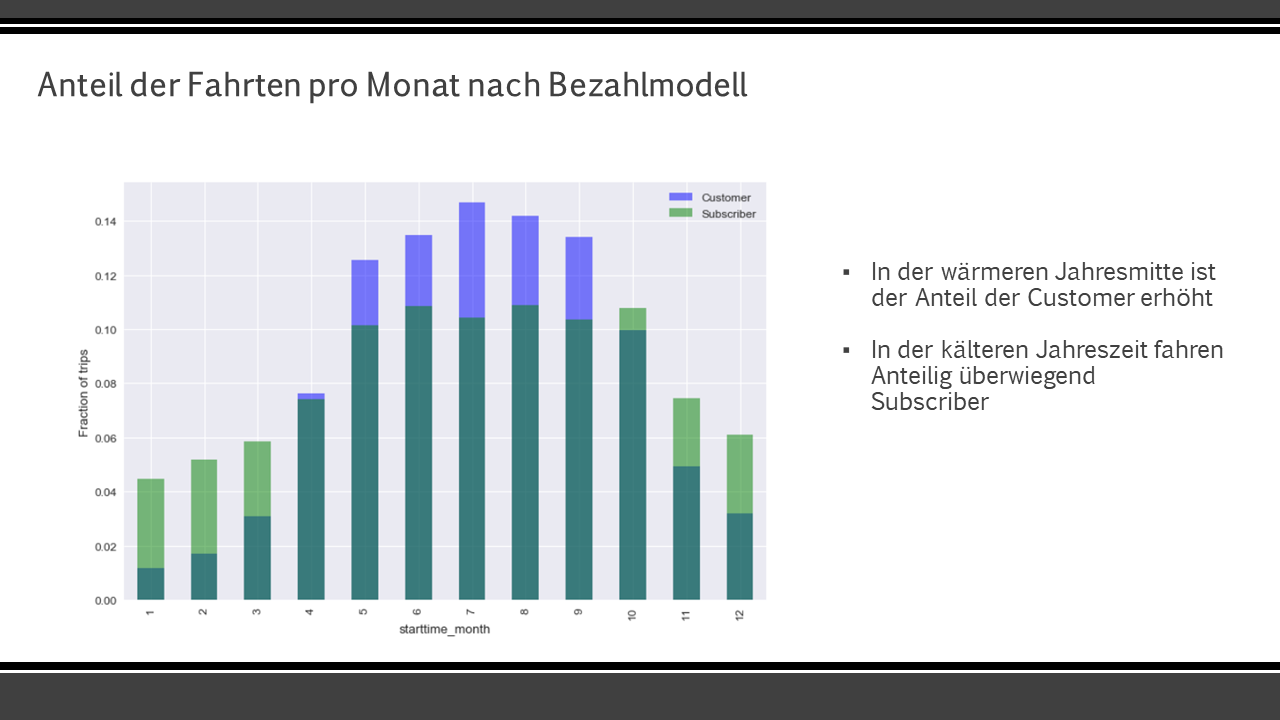 Anteil der Fahrten pro Monat nach Bezahlmodell
Customer
Subscriber
0.14
0.12
0.10
0.08
0.06
0.04
0.02
0.00
Fraction of trips
1 2 3 4 5 6 7 8 9 10 11 12
starttime_month
▪ In der wärmeren Jahresmitte ist
der Anteil der Customer erhöht
▪ In der kälteren Jahreszeit fahren
Anteilig überwiegend
Subscriber